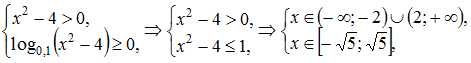 {x² − 4 > 0, ⇒ {x² − 4 > 0, ⇒ {x ∈ (− ∞; −2) ∪ (2; + ∞),
log₀,₁(x² − 4) ≥ 0, x² − 4 ≤ 1, x ∈ [− √5; √5],